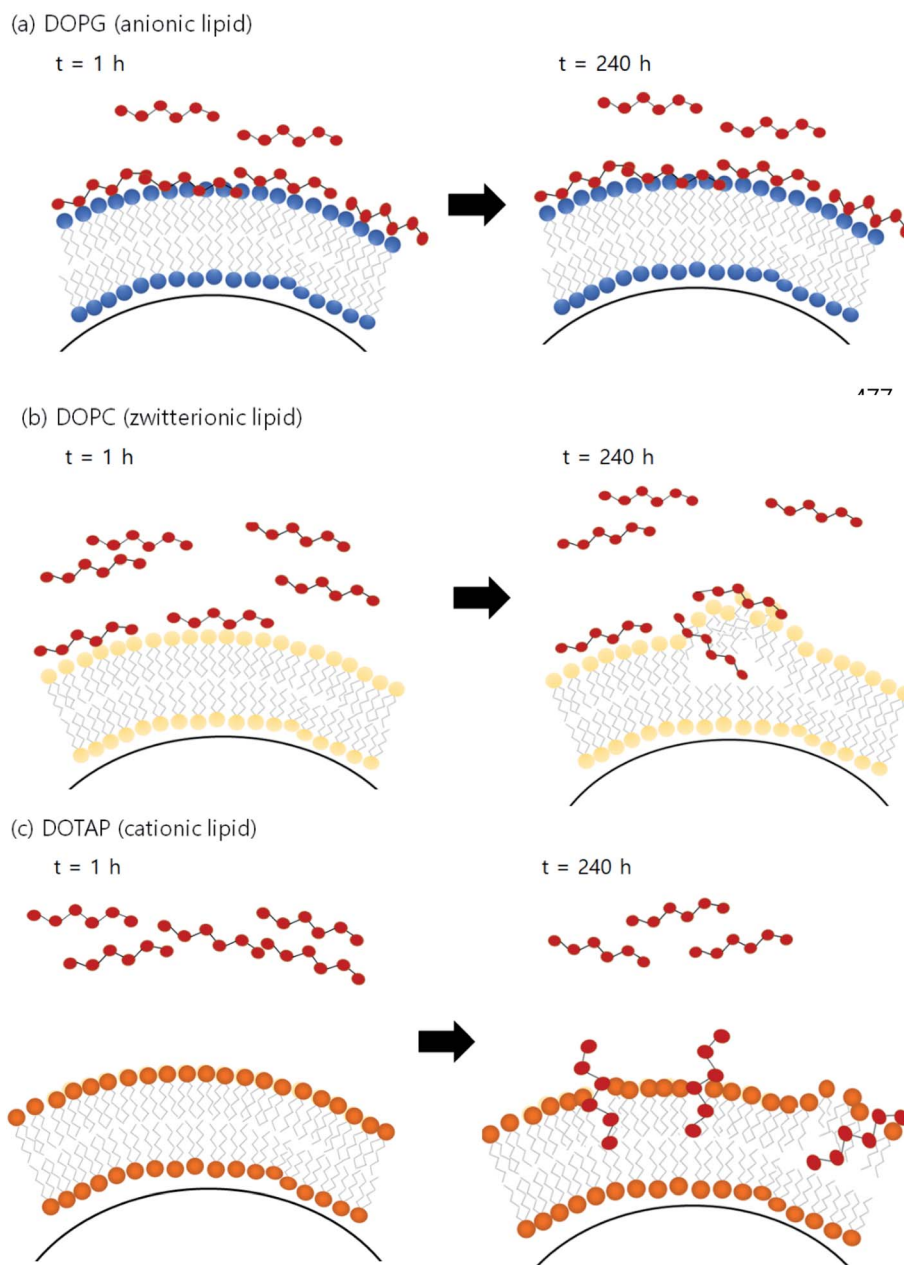 (a) DOPG (anionic lipid)
t = 1 h
t = 240 h
(b) DOPC (zwitterionic lipid)
t = 1 h
t = 240 h
(c) DOTAP (cationic lipid)
t = 1 h
t = 240 h